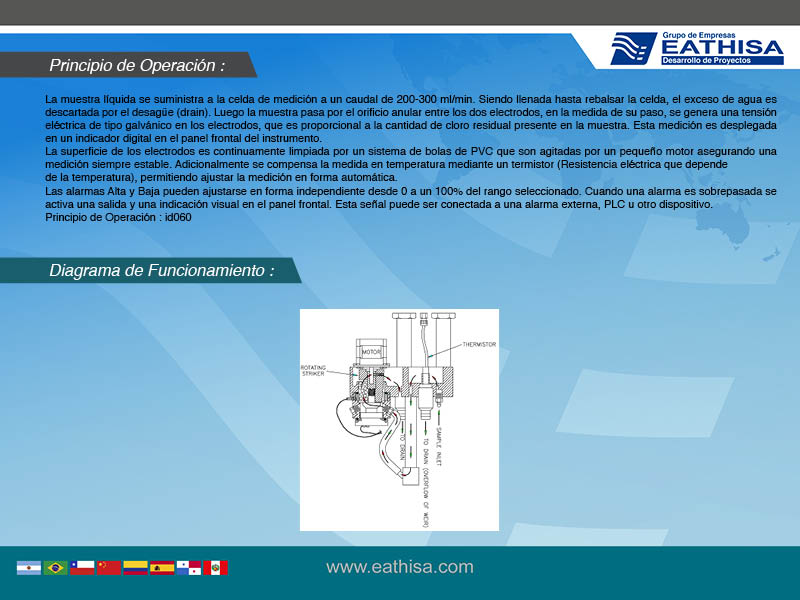 Grupo de Empresas
EATHISA
Desarrollo de Proyectos
Principio de Operación :
La muestra líquida se suministra a la celda de medición a un caudal de 200-300 ml/min. Siendo llenada hasta rebalsar la celda, el exceso de agua es
descartada por el desagüe (drain). Luego la muestra pasa por el orificio anular entre los dos electrodos, en la medida de su paso, se genera una tensión
eléctrica de tipo galvánico en los electrodos, que es proporcional a la cantidad de cloro residual presente en la muestra. Esta medición es desplegada
en un indicador digital en el panel frontal del instrumento.
La superficie de los electrodos es continuamente limpiada por un sistema de bolas de PVC que son agitadas por un pequeño motor asegurando una
medición siempre estable. Adicionalmente se compensa la medida en temperatura mediante un termistor (Resistencia eléctrica que depende
de la temperatura), permitiendo ajustar la medición en forma automática.
Las alarmas Alta y Baja pueden ajustarse en forma independiente desde 0 a un 100% del rango seleccionado. Cuando una alarma es sobrepasada se
activa una salida y una indicación visual en el panel frontal. Esta señal puede ser conectada a una alarma externa, PLC u otro dispositivo.
Principio de Operación : id060
Diagrama de Funcionamiento :
THERMISTOR
MOTOR
ROTATING
STRIKER
TO DRAIN
TO DRAIN (OVERFLOW OF WEIR)
SAMPLE INLET
www.eathisa.com